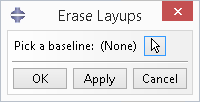 Erase Layups
Pick a baseline: (None)
OK Apply Cancel